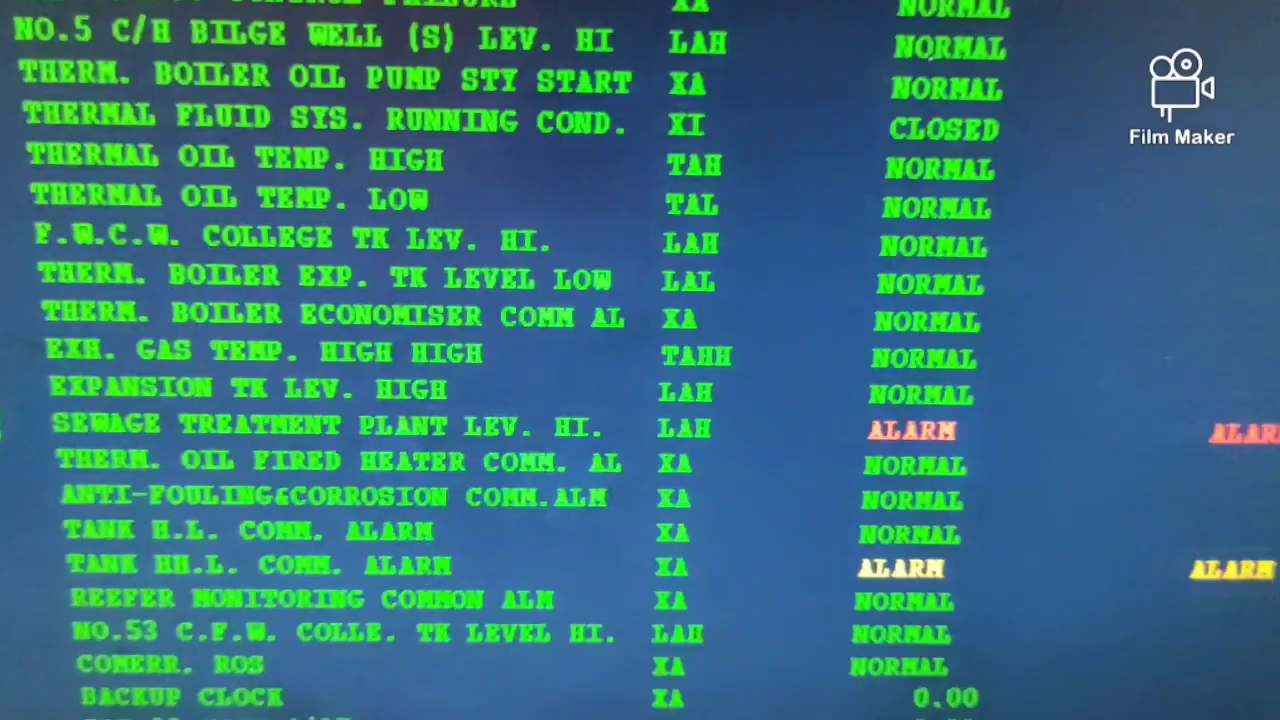 NORMAL
NO.5 C/H BILGE WELL (S) LEV. HI LAH NORMAL
THERM. BOILER OIL PUMP STY START XA NORMAL
THERMAL FLUID SYS. RUNNING COND. XI CLOSED
THERMAL OIL TEMP. HIGH TAH NORMAL
THERMAL OIL TEMP. LOW TAL NORMAL
F.W.C.W. COLLEGE TK LEV. HI. LAH NORMAL
THERM. BOILER EXP. TK LEVEL LOW LAL NORMAL
THERM. BOILER ECONOMISER COMM AL XA NORMAL
EXH. GAS TEMP. HIGH HIGH TAHH NORMAL
EXPANSION TK LEV. HIGH LAH NORMAL
SEWAGE TREATMENT PLANT LEV. HI. LAH ALARM ALAR
THERM. OIL FIRED HEATER COMM. AL XA NORMAL
ANTI-FOULING&CORROSION COMM.ALM XA NORMAL
TANK H.L. COMM. ALARM XA NORMAL
TANK HH.L. COMM. ALARM XA ALARM ALARM
REEFER MONITORING COMMON ALM XA NORMAL
NO.53 C.F.W. COLLE. TK LEVEL HI. LAH NORMAL
COMERR. ROS XA NORMAL
BACKUP CLOCK XA 0.00
Film Maker